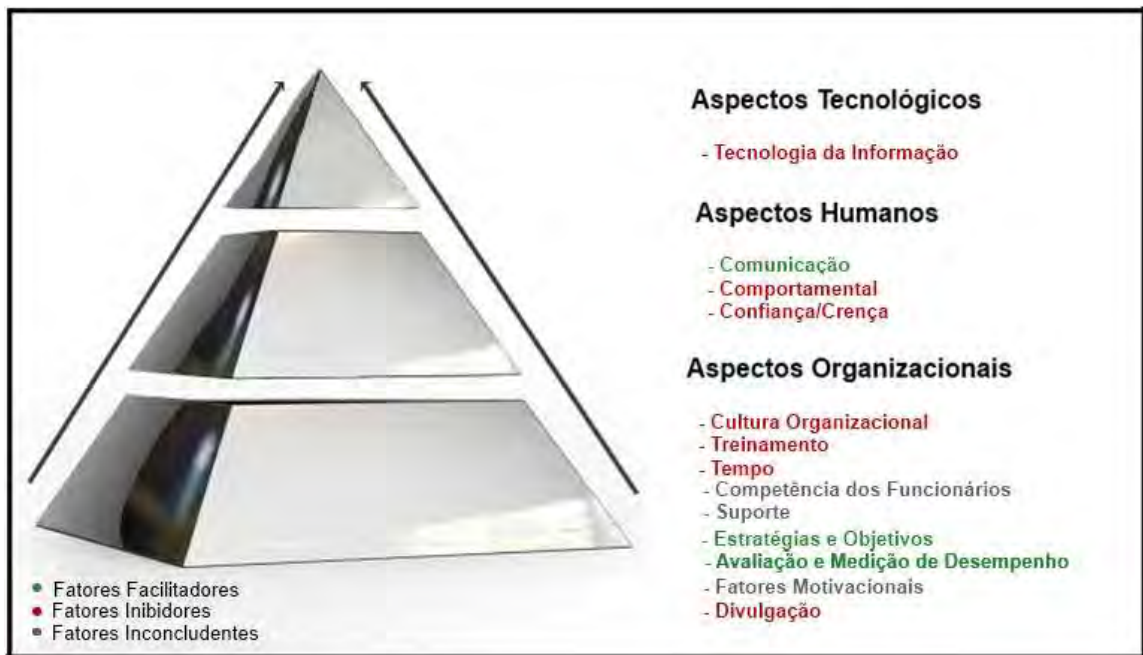 Aspectos Tecnológicos
- Tecnologia da Informação
Aspectos Humanos
- Comunicação
- Comportamental
- Confiança/Crença
Aspectos Organizacionais
- Cultura Organizacional
- Treinamento
- Tempo
- Competência dos Funcionários
- Suporte
- Estratégias e Objetivos
- Avaliação e Medição de Desempenho
- Fatores Motivacionais
- Divulgação
• Fatores Facilitadores
• Fatores Inibidores
• Fatores Inconcludentes